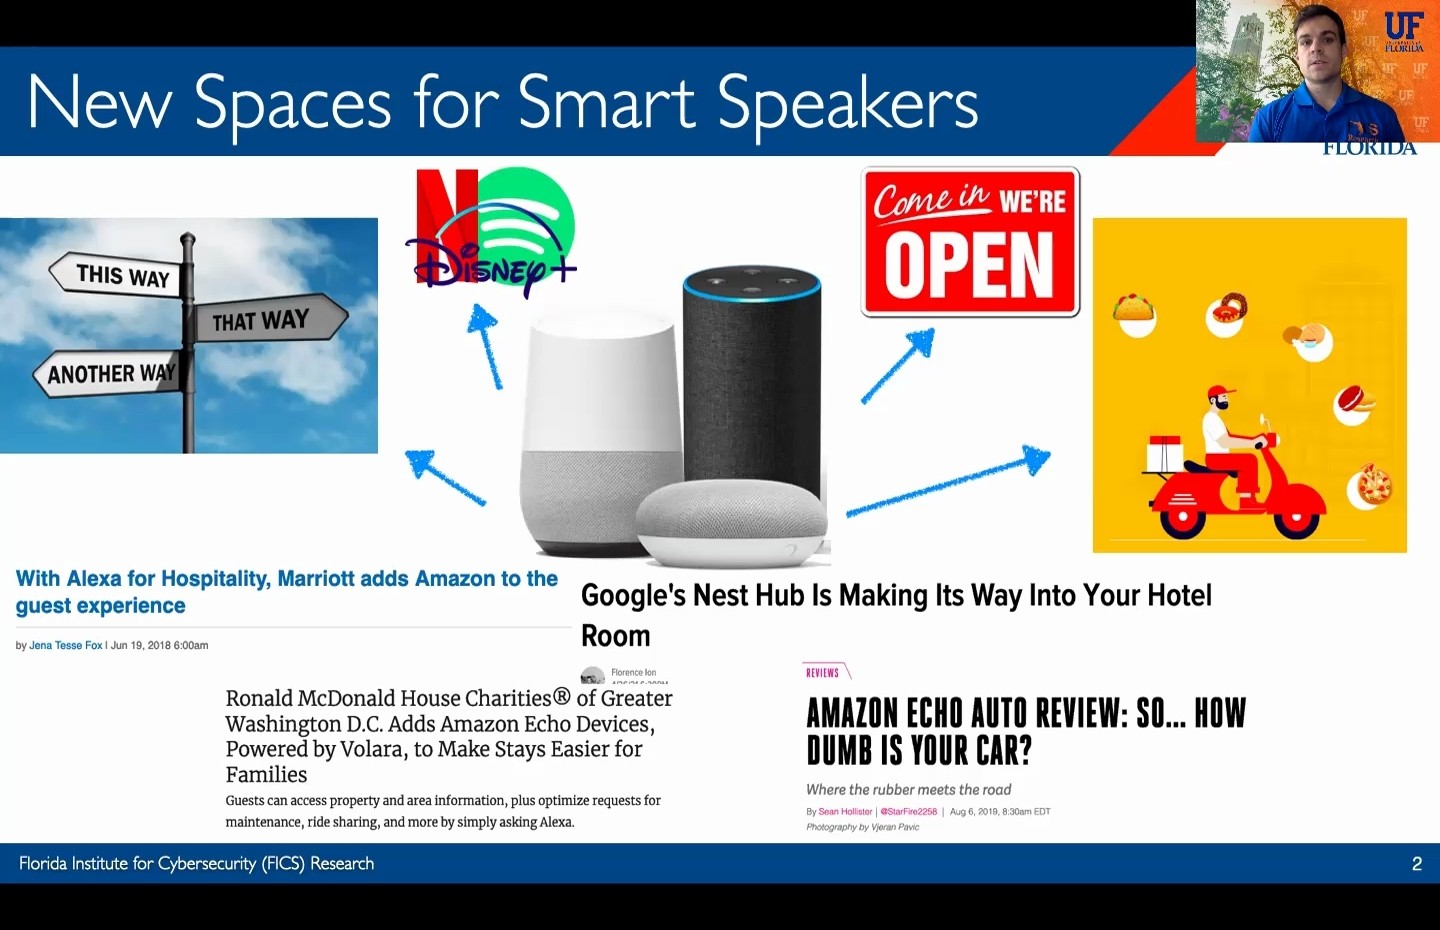 New Spaces for Smart Speakers
UF
FLORIDA
THIS WAY
THAT WAY
ANOTHER WAY
N
Disney+
Come in WE'RE
OPEN
With Alexa for Hospitality, Marriott adds Amazon to the
guest experience
by Jena Tesse Fox | Jun 19, 2018 6:00am
Google's Nest Hub Is Making Its Way Into Your Hotel
Room
Florence Ion
Ronald McDonald House Charities® of Greater
Washington D.C. Adds Amazon Echo Devices,
Powered by Volara, to Make Stays Easier for
Families
Guests can access property and area information, plus optimize requests for
maintenance, ride sharing, and more by simply asking Alexa.
REVIEWS
AMAZON ECHO AUTO REVIEW: SO... HOW
DUMB IS YOUR CAR?
Where the rubber meets the road
By Sean Hollister | @StarFire2258 | Aug 6, 2019, 8:30am EDT
Photography by Vjeran Pavic
Florida Institute for Cybersecurity (FICS) Research
2